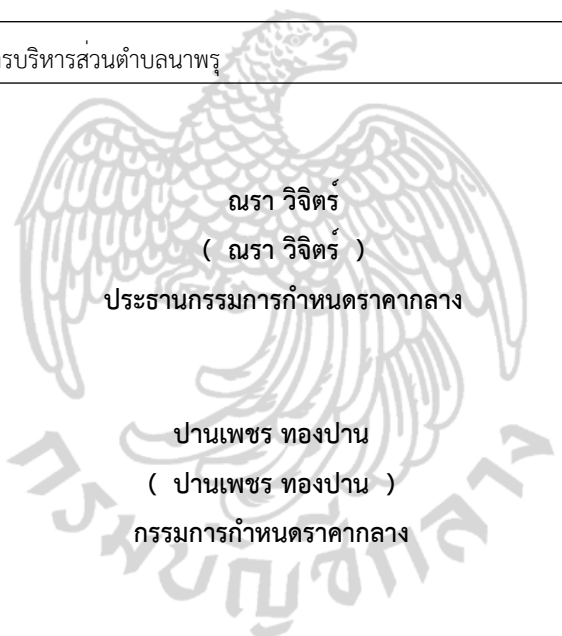 รบริหารส่วนตำบลนาพรุ
ณรา วิจิตร์
( ณรา วิจิตร์ )
ประธานกรรมการกำหนดราคากลาง
ปานเพชร ทองปาน
( ปานเพชร ทองปาน )
กรรมการกำหนดราคากลาง
กรมบัญชีกลาง